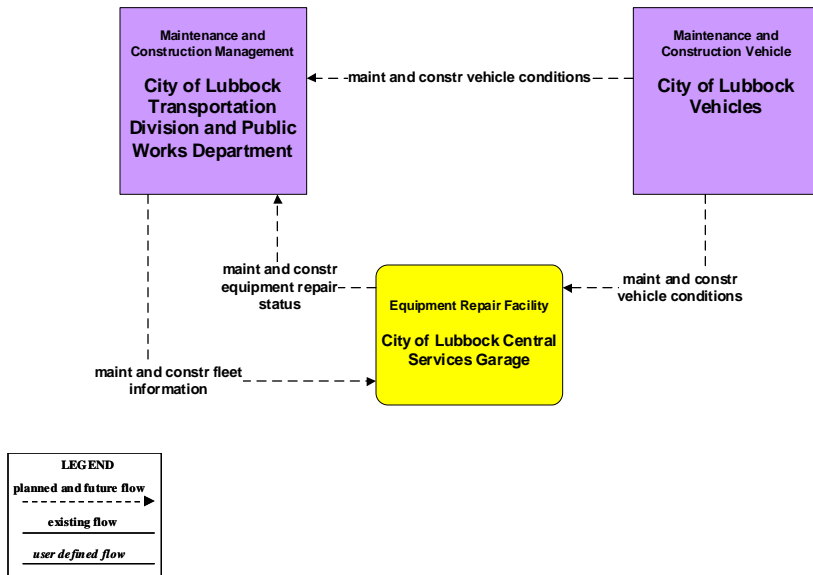 Maintenance and
Construction Management
City of Lubbock
Transportation
Division and Public
Works Department
maint and constr vehicle conditions
Maintenance and
Construction Vehicle
City of Lubbock
Vehicles
maint and constr
equipment repair
status
Equipment Repair Facility
City of Lubbock Central
Services Garage
maint and constr
vehicle conditions
maint and constr fleet
information
LEGEND
planned and future flow
existing flow
user defined flow